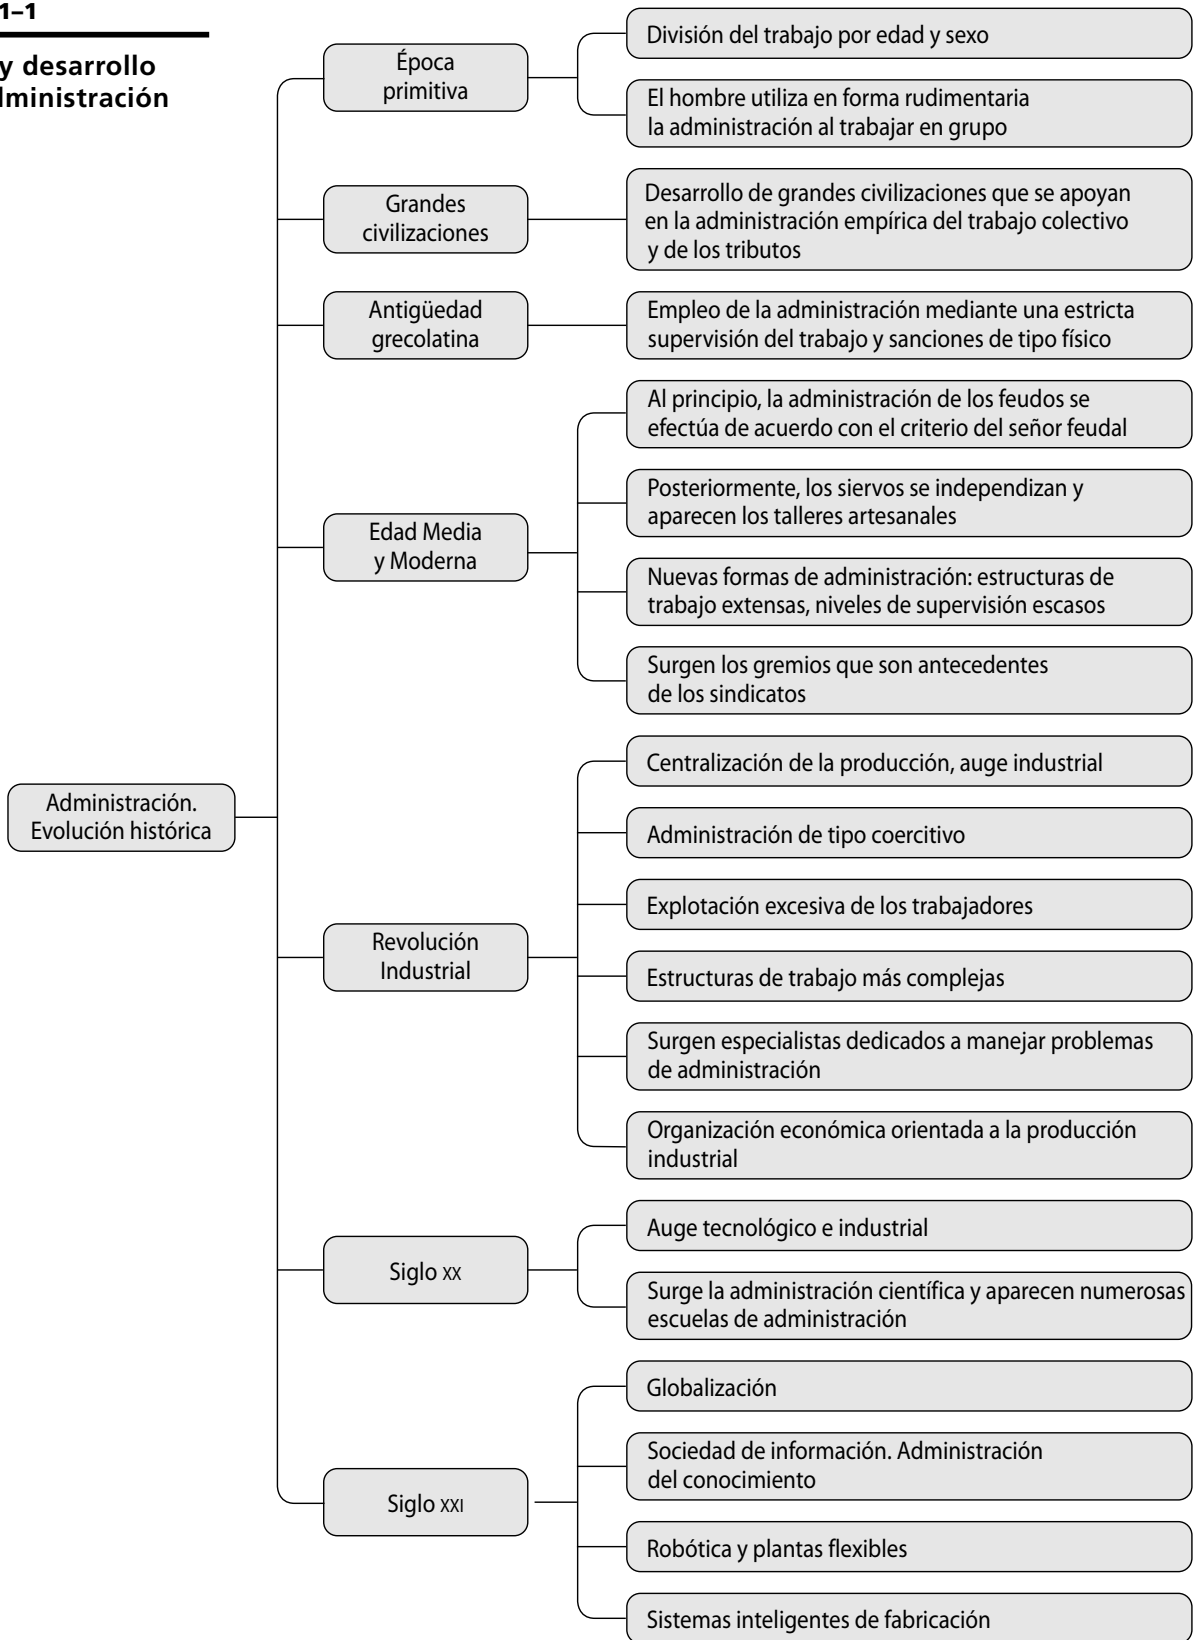 1–1
y desarrollo
dministración
Administración.
Evolución histórica
Época
primitiva
División del trabajo por edad y sexo
El hombre utiliza en forma rudimentaria
la administración al trabajar en grupo
Grandes
civilizaciones
Desarrollo de grandes civilizaciones que se apoyan
en la administración empírica del trabajo colectivo
y de los tributos
Antigüedad
grecolatina
Empleo de la administración mediante una estricta
supervisión del trabajo y sanciones de tipo físico
Edad Media
y Moderna
Al principio, la administración de los feudos se
efectúa de acuerdo con el criterio del señor feudal
Posteriormente, los siervos se independizan y
aparecen los talleres artesanales
Nuevas formas de administración: estructuras de
trabajo extensas, niveles de supervisión escasos
Surgen los gremios que son antecedentes
de los sindicatos
Revolución
Industrial
Centralización de la producción, auge industrial
Administración de tipo coercitivo
Explotación excesiva de los trabajadores
Estructuras de trabajo más complejas
Surgen especialistas dedicados a manejar problemas
de administración
Organización económica orientada a la producción
industrial
Siglo XX
Auge tecnológico e industrial
Surge la administración científica y aparecen numerosas
escuelas de administración
Siglo XXI
Globalización
Sociedad de información. Administración
del conocimiento
Robótica y plantas flexibles
Sistemas inteligentes de fabricación